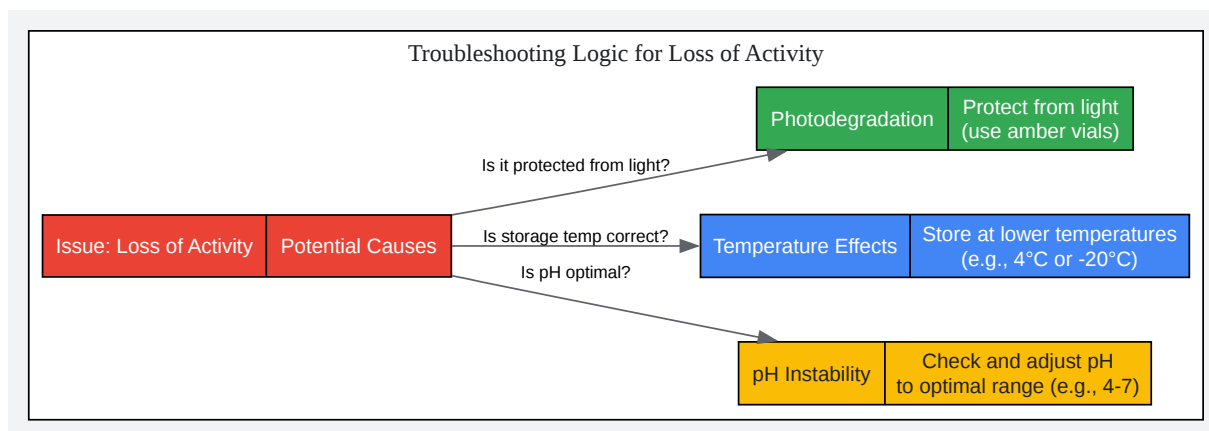 Troubleshooting Logic for Loss of Activity
Photodegradation
Protect from light
(use amber vials)
Is it protected from light?
Issue: Loss of Activity
Potential Causes
Is storage temp correct?
Temperature Effects
Store at lower temperatures
(e.g., 4°C or -20°C)
Is pH optimal?
pH Instability
Check and adjust pH
to optimal range (e.g., 4-7)